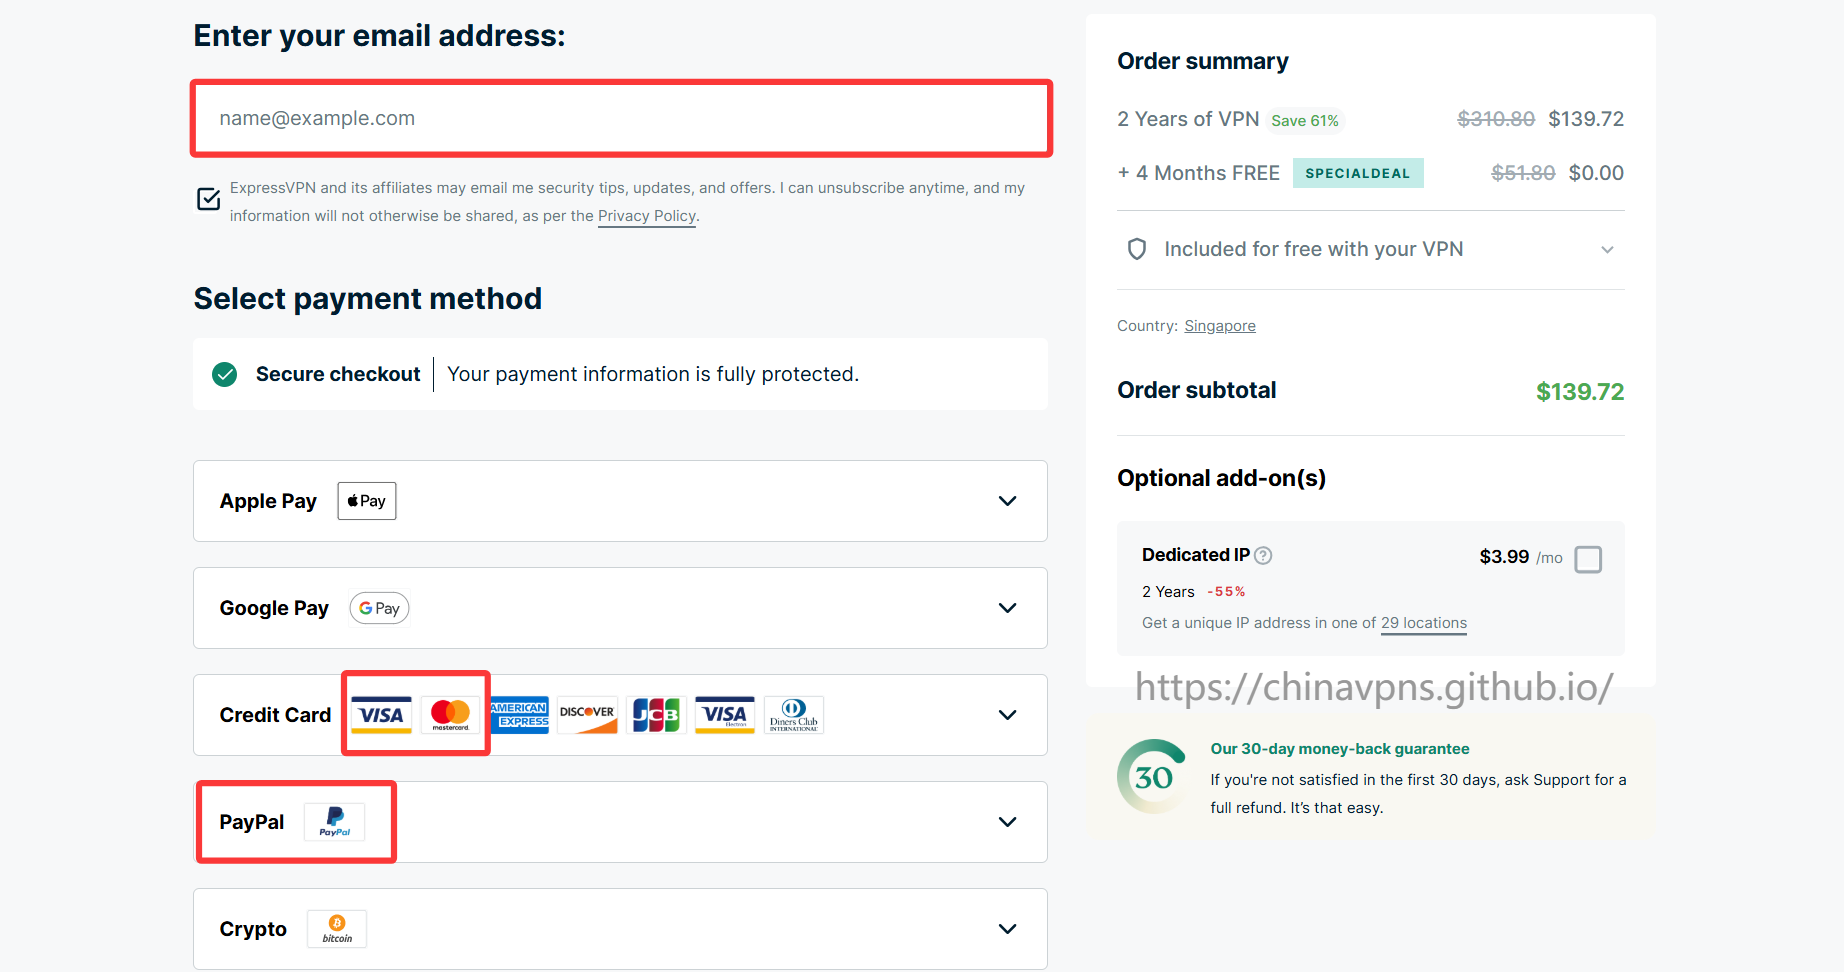 Enter your email address:
name@example.com
ExpressVPN and its affiliates may email me security tips, updates, and offers. I can unsubscribe anytime, and my
information will not otherwise be shared, as per the Privacy Policy.
Select payment method
Secure checkout
Your payment information is fully protected.
Apple Pay
Pay
Google Pay
G Pay
Credit Card
VISA
mastercard
AMERICAN
EXPRESS
DISCOVER
JCB
VISA
Electron
Diners Club
INTERNATIONAL
PayPal
PayPal
Crypto
bitcoin
Order summary
2 Years of VPN Save 61% $310.80 $139.72
+ 4 Months FREE SPECIALDEAL $51.80 $0.00
Included for free with your VPN
Country: Singapore
Order subtotal $139.72
Optional add-on(s)
Dedicated IP ? $3.99 /mo
2 Years -55%
Get a unique IP address in one of 29 locations
https://chinavpns.github.io/
30
Our 30-day money-back guarantee
If you're not satisfied in the first 30 days, ask Support for a
full refund. It’s that easy.